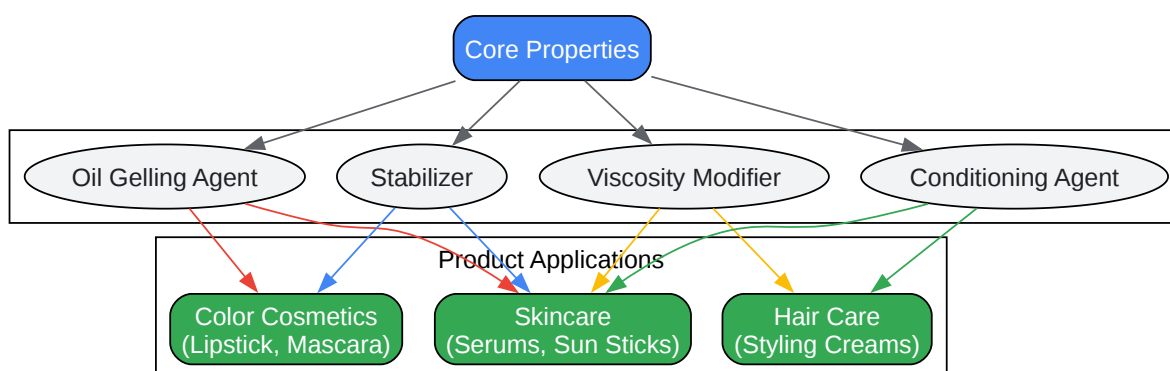 Core Properties
Oil Gelling Agent
Stabilizer
Viscosity Modifier
Conditioning Agent
Product Applications
Color Cosmetics
(Lipstick, Mascara)
Skincare
(Serums, Sun Sticks)
Hair Care
(Styling Creams)